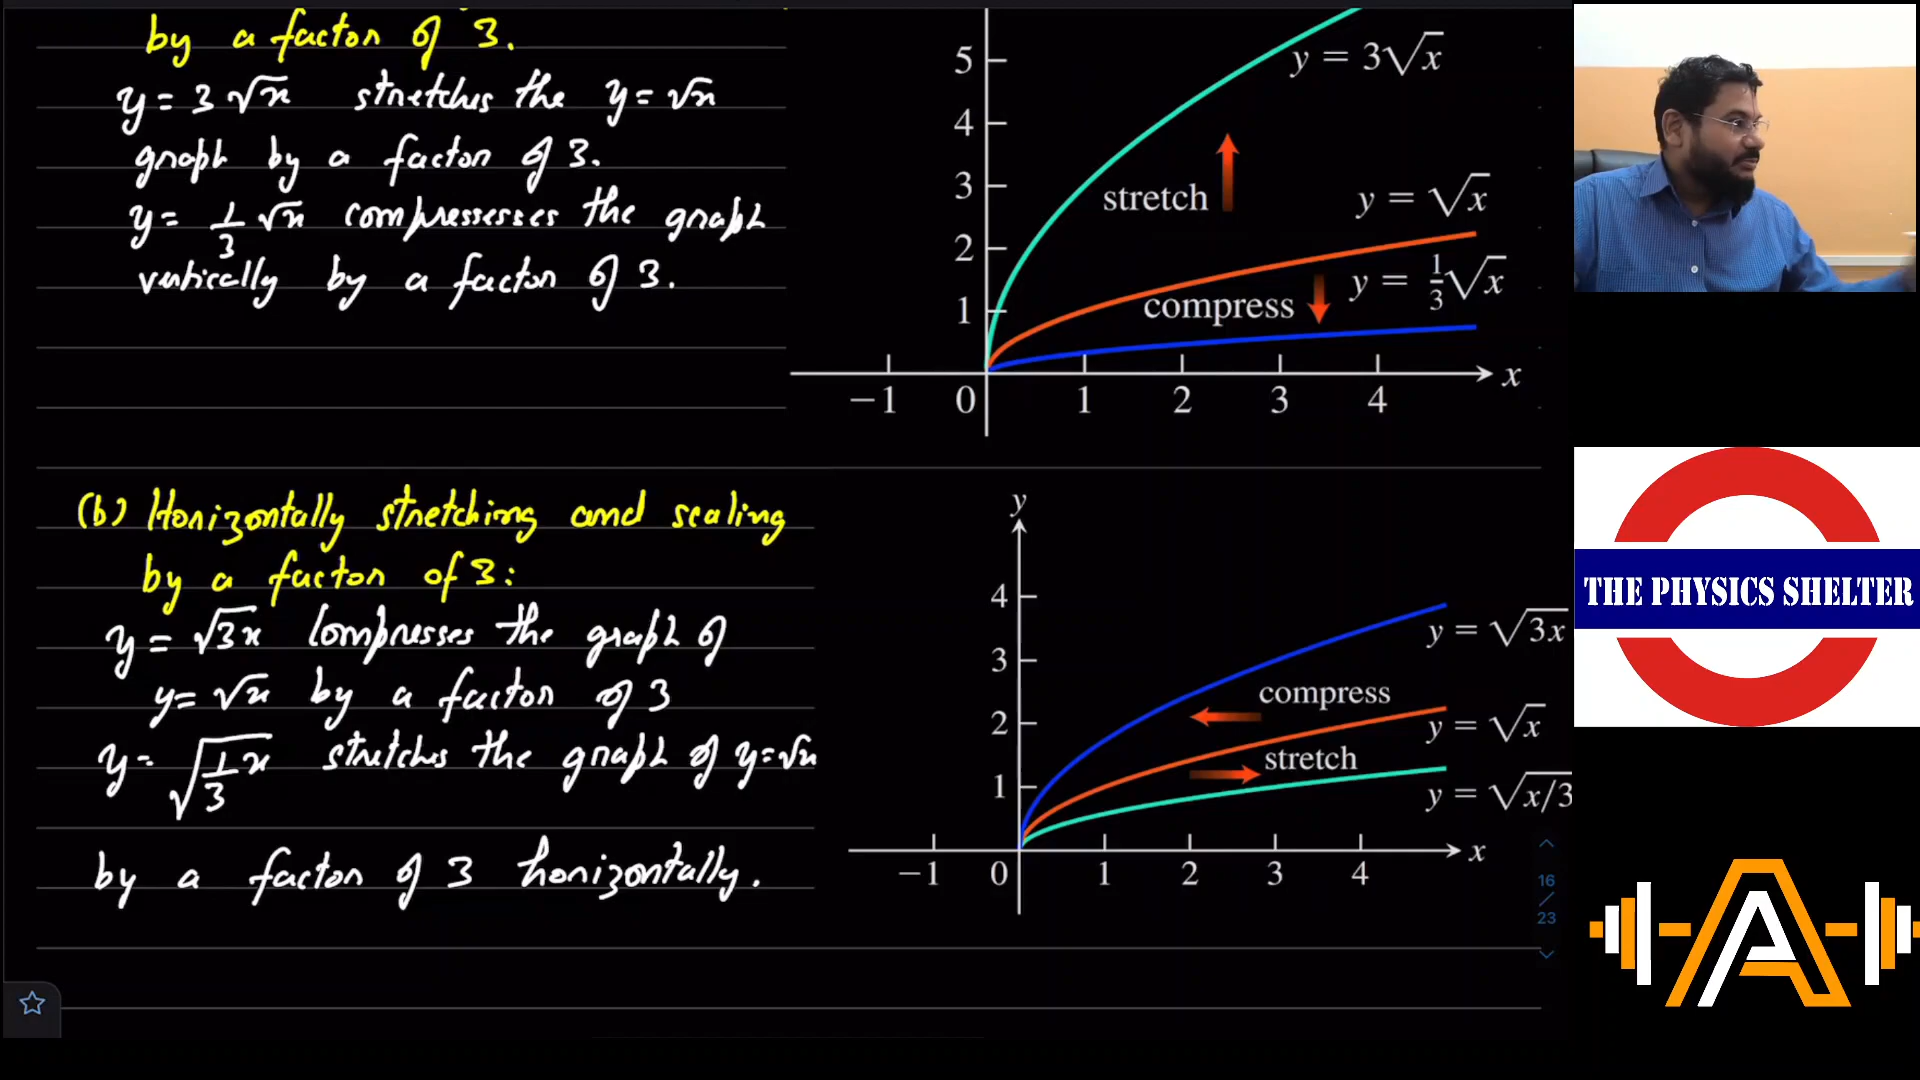 by a factor of 3.
y = 3√x stretches the y = √x
graph by a factor of 3.
y = 1/3 √x compressesses the graph
vertically by a factor of 3.
5
4
3
2
1
−1 0 1 2 3 4 x
y = 3√x
stretch
y = √x
compress
y = 1/3 √x
(b) Horizontally stretching and scaling
by a factor of 3:
y = √3x Compresses the graph of
y = √x by a factor of 3
y = √1/3 x stretches the graph of y = √x
by a factor of 3 horizontally.
y
4
3
2
1
−1 0 1 2 3 4 x
y = √3x
compress
y = √x
stretch
y = √x/3
16
/
23
THE PHYSICS SHELTER